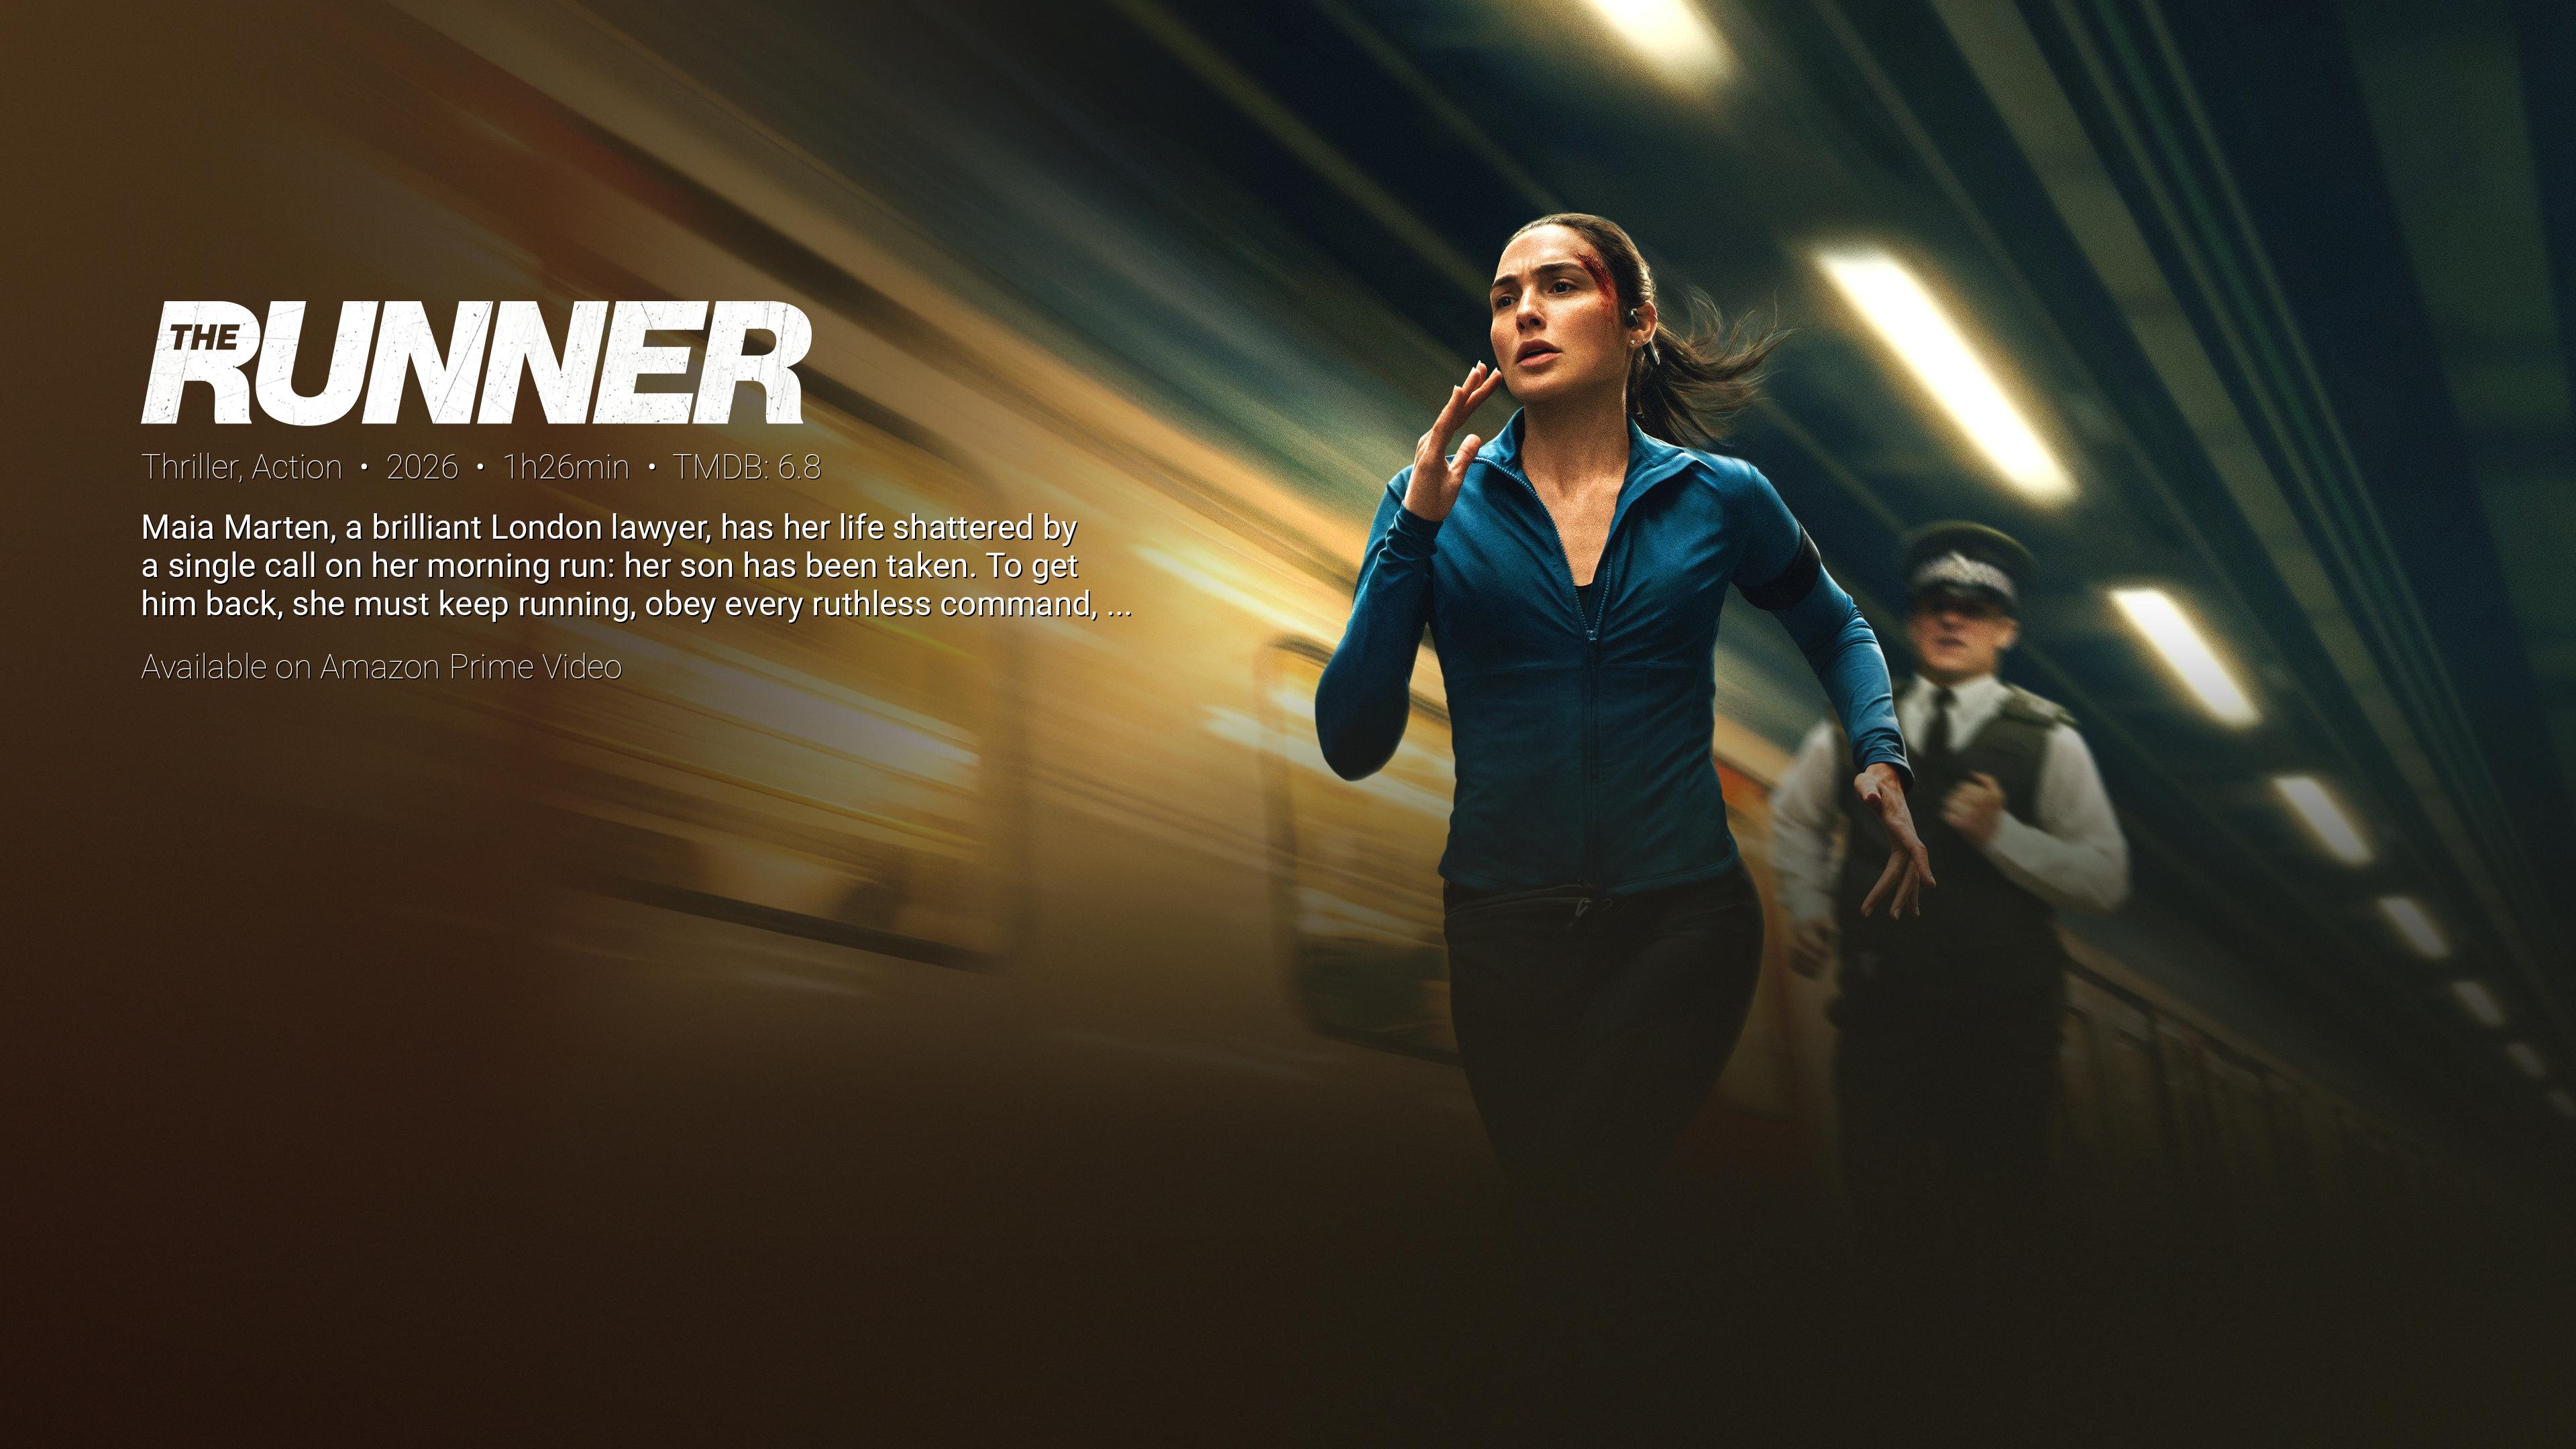 THE RUNNER
Thriller, Action • 2026 • 1h26min • TMDB: 6.8
Maia Marten, a brilliant London lawyer, has her life shattered by
a single call on her morning run: her son has been taken. To get
him back, she must keep running, obey every ruthless command, ...
Available on Amazon Prime Video